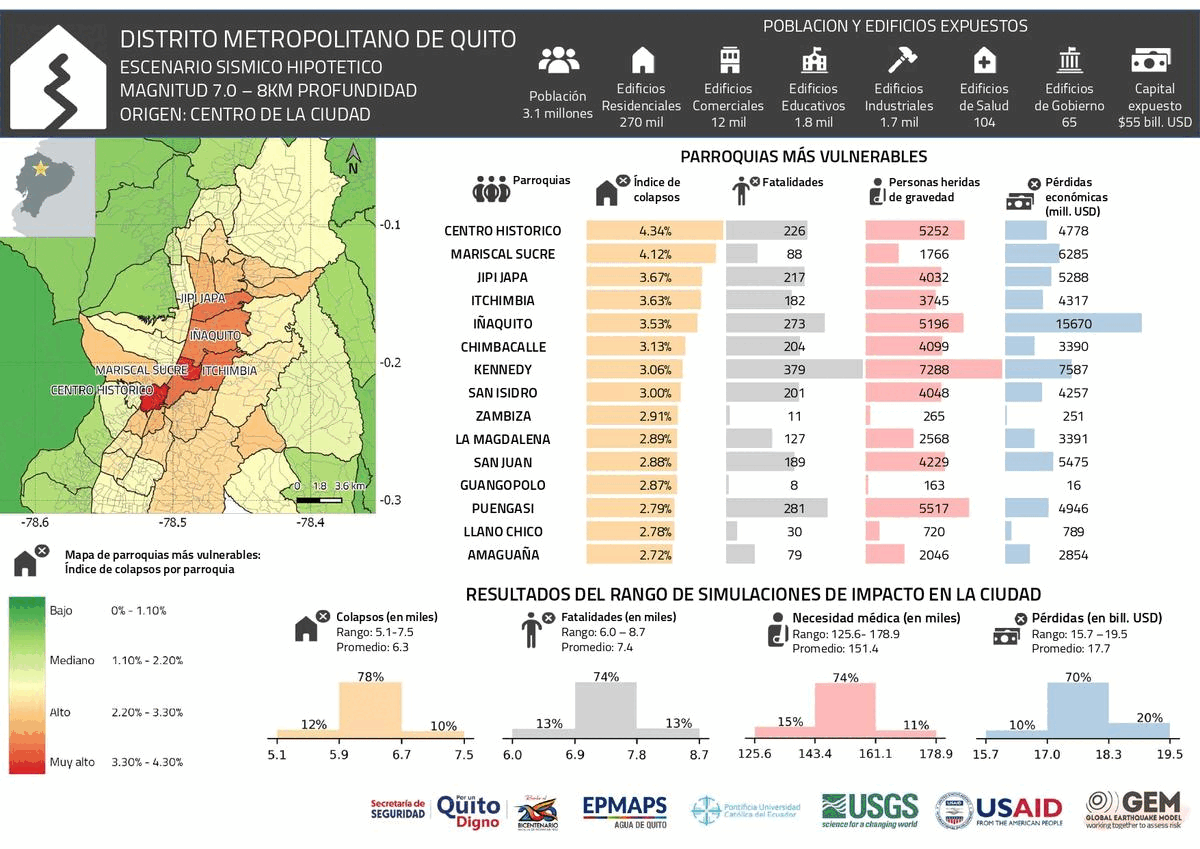 DISTRITO METROPOLITANO DE QUITO
ESCENARIO SISMICO HIPOTETICO
MAGNITUD 7.0 – 8KM PROFUNDIDAD
ORIGEN: CENTRO DE LA CIUDAD
POBLACION Y EDIFICIOS EXPUESTOS
Población
3.1 millones
Edificios
Residenciales
270 mil
Edificios
Comerciales
12 mil
Edificios
Educativos
1.8 mil
Edificios
Industriales
1.7 mil
Edificios
de Salud
104
Edificios
de Gobierno
65
Capital
expuesto
$55 bill. USD
N
-0.1
-0.2
-0.3
-78.6
-78.5
-78.4
JIPI JAPA
IÑAQUITO
MARISCAL SUCRE
ITCHIMBIA
CENTRO HISTORICO
0 1.8 3.6 km
Mapa de parroquias más vulnerables:
Índice de colapsos por parroquia
Bajo 0% - 1.10%
Mediano 1.10% - 2.20%
Alto 2.20% - 3.30%
Muy alto 3.30% - 4.30%
PARROQUIAS MÁS VULNERABLES
Parroquias
Índice de
colapsos
Fatalidades
Personas heridas
de gravedad
Pérdidas
económicas
(mill. USD)
CENTRO HISTORICO 4.34% 226 5252 4778
MARISCAL SUCRE 4.12% 88 1766 6285
JIPI JAPA 3.67% 217 4032 5288
ITCHIMBIA 3.63% 182 3745 4317
IÑAQUITO 3.53% 273 5196 15670
CHIMBACALLE 3.13% 204 4099 3390
KENNEDY 3.06% 379 7288 7587
SAN ISIDRO 3.00% 201 4048 4257
ZAMBIZA 2.91% 11 265 251
LA MAGDALENA 2.89% 127 2568 3391
SAN JUAN 2.88% 189 4229 5475
GUANGOPOLO 2.87% 8 163 16
PUENGASI 2.79% 281 5517 4946
LLANO CHICO 2.78% 30 720 789
AMAGUAÑA 2.72% 79 2046 2854
RESULTADOS DEL RANGO DE SIMULACIONES DE IMPACTO EN LA CIUDAD
Colapsos (en miles)
Rango: 5.1-7.5
Promedio: 6.3
12% 78% 10%
5.1 5.9 6.7 7.5
Fatalidades (en miles)
Rango: 6.0 – 8.7
Promedio: 7.4
13% 74% 13%
6.0 6.9 7.8 8.7
Necesidad médica (en miles)
Rango: 125.6- 178.9
Promedio: 151.4
15% 74% 11%
125.6 143.4 161.1 178.9
Pérdidas (en bill. USD)
Rango: 15.7 –19.5
Promedio: 17.7
10% 70% 20%
15.7 17.0 18.3 19.5
Secretaría de
SEGURIDAD
Por un
Quito
Digno
BICENTENARIO
EPMAPS
AGUA DE QUITO
Pontificia Universidad
Católica del Ecuador
USGS
science for a changing world
USAID
USAID
FROM THE AMERICAN PEOPLE
GEM
GLOBAL EARTHQUAKE MODEL
working together to assess risk